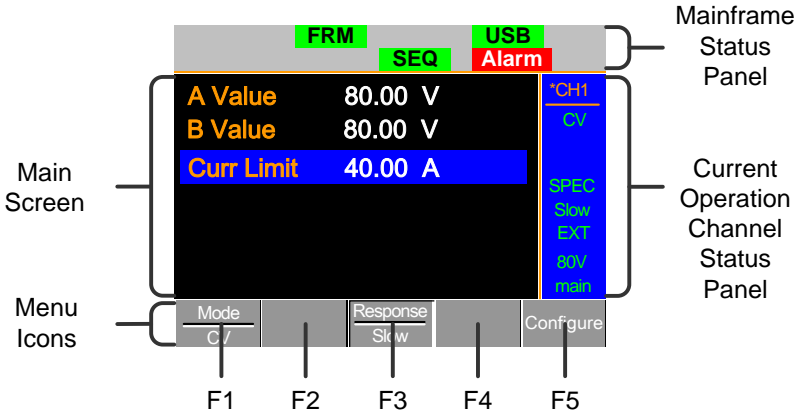 FRM
USB
SEQ
Alarm
Mainframe
Status
Panel
A Value 80.00 V
B Value 80.00 V
Curr Limit 40.00 A
*CH1
CV
SPEC
Slow
EXT
80V
main
Main
Screen
Current
Operation
Channel
Status
Panel
Menu
Icons
Mode
CV
Response
Slow
Configure
F1
F2
F3
F4
F5